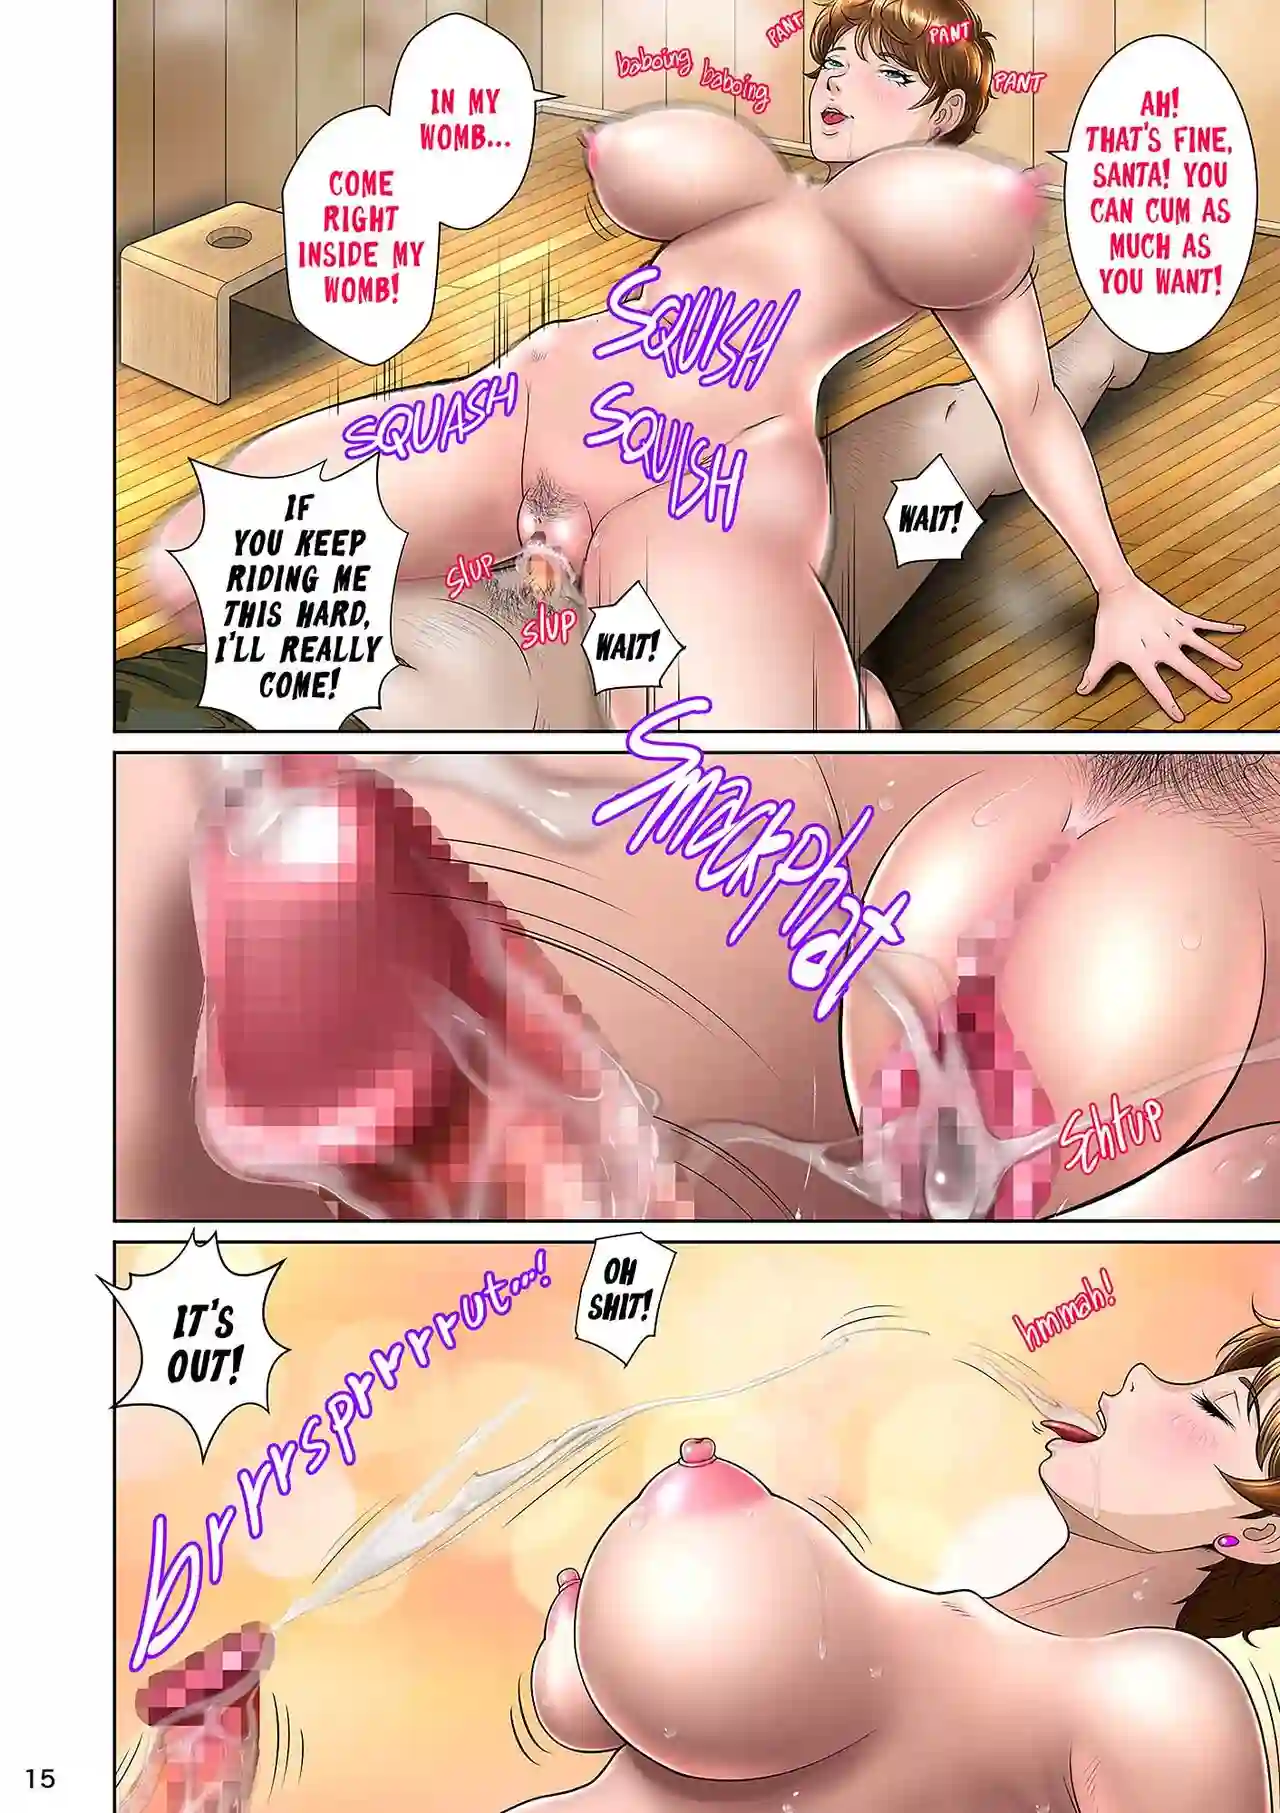 PANT
PANT
PANT
baboing baboing
AH!
THAT'S FINE,
SANTA! YOU
CAN CUM AS
MUCH AS
YOU WANT!
IN MY
WOMB...
COME
RIGHT
INSIDE MY
WOMB!
SQUISH
SQUASH
SQUISH
WAIT!
WAIT!
IF
YOU KEEP
RIDING ME
THIS HARD,
I'LL REALLY
COME!
slup
slup
Smackphat
Schtup
OH
SHIT!
hmmah!
IT'S
OUT!
brrrrsprrrrrut...!
15